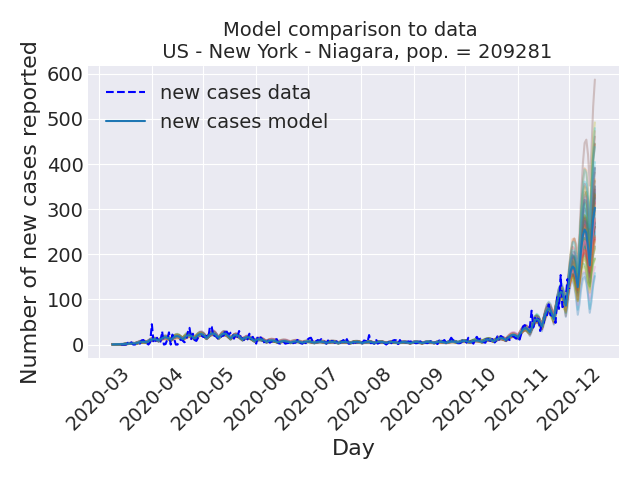 Model comparison to data
US - New York - Niagara, pop. = 209281
Number of new cases reported
600
500
400
300
200
100
0
new cases data
new cases model
2020-03
2020-04
2020-05
2020-06
2020-07
2020-08
2020-09
2020-10
2020-11
2020-12
Day